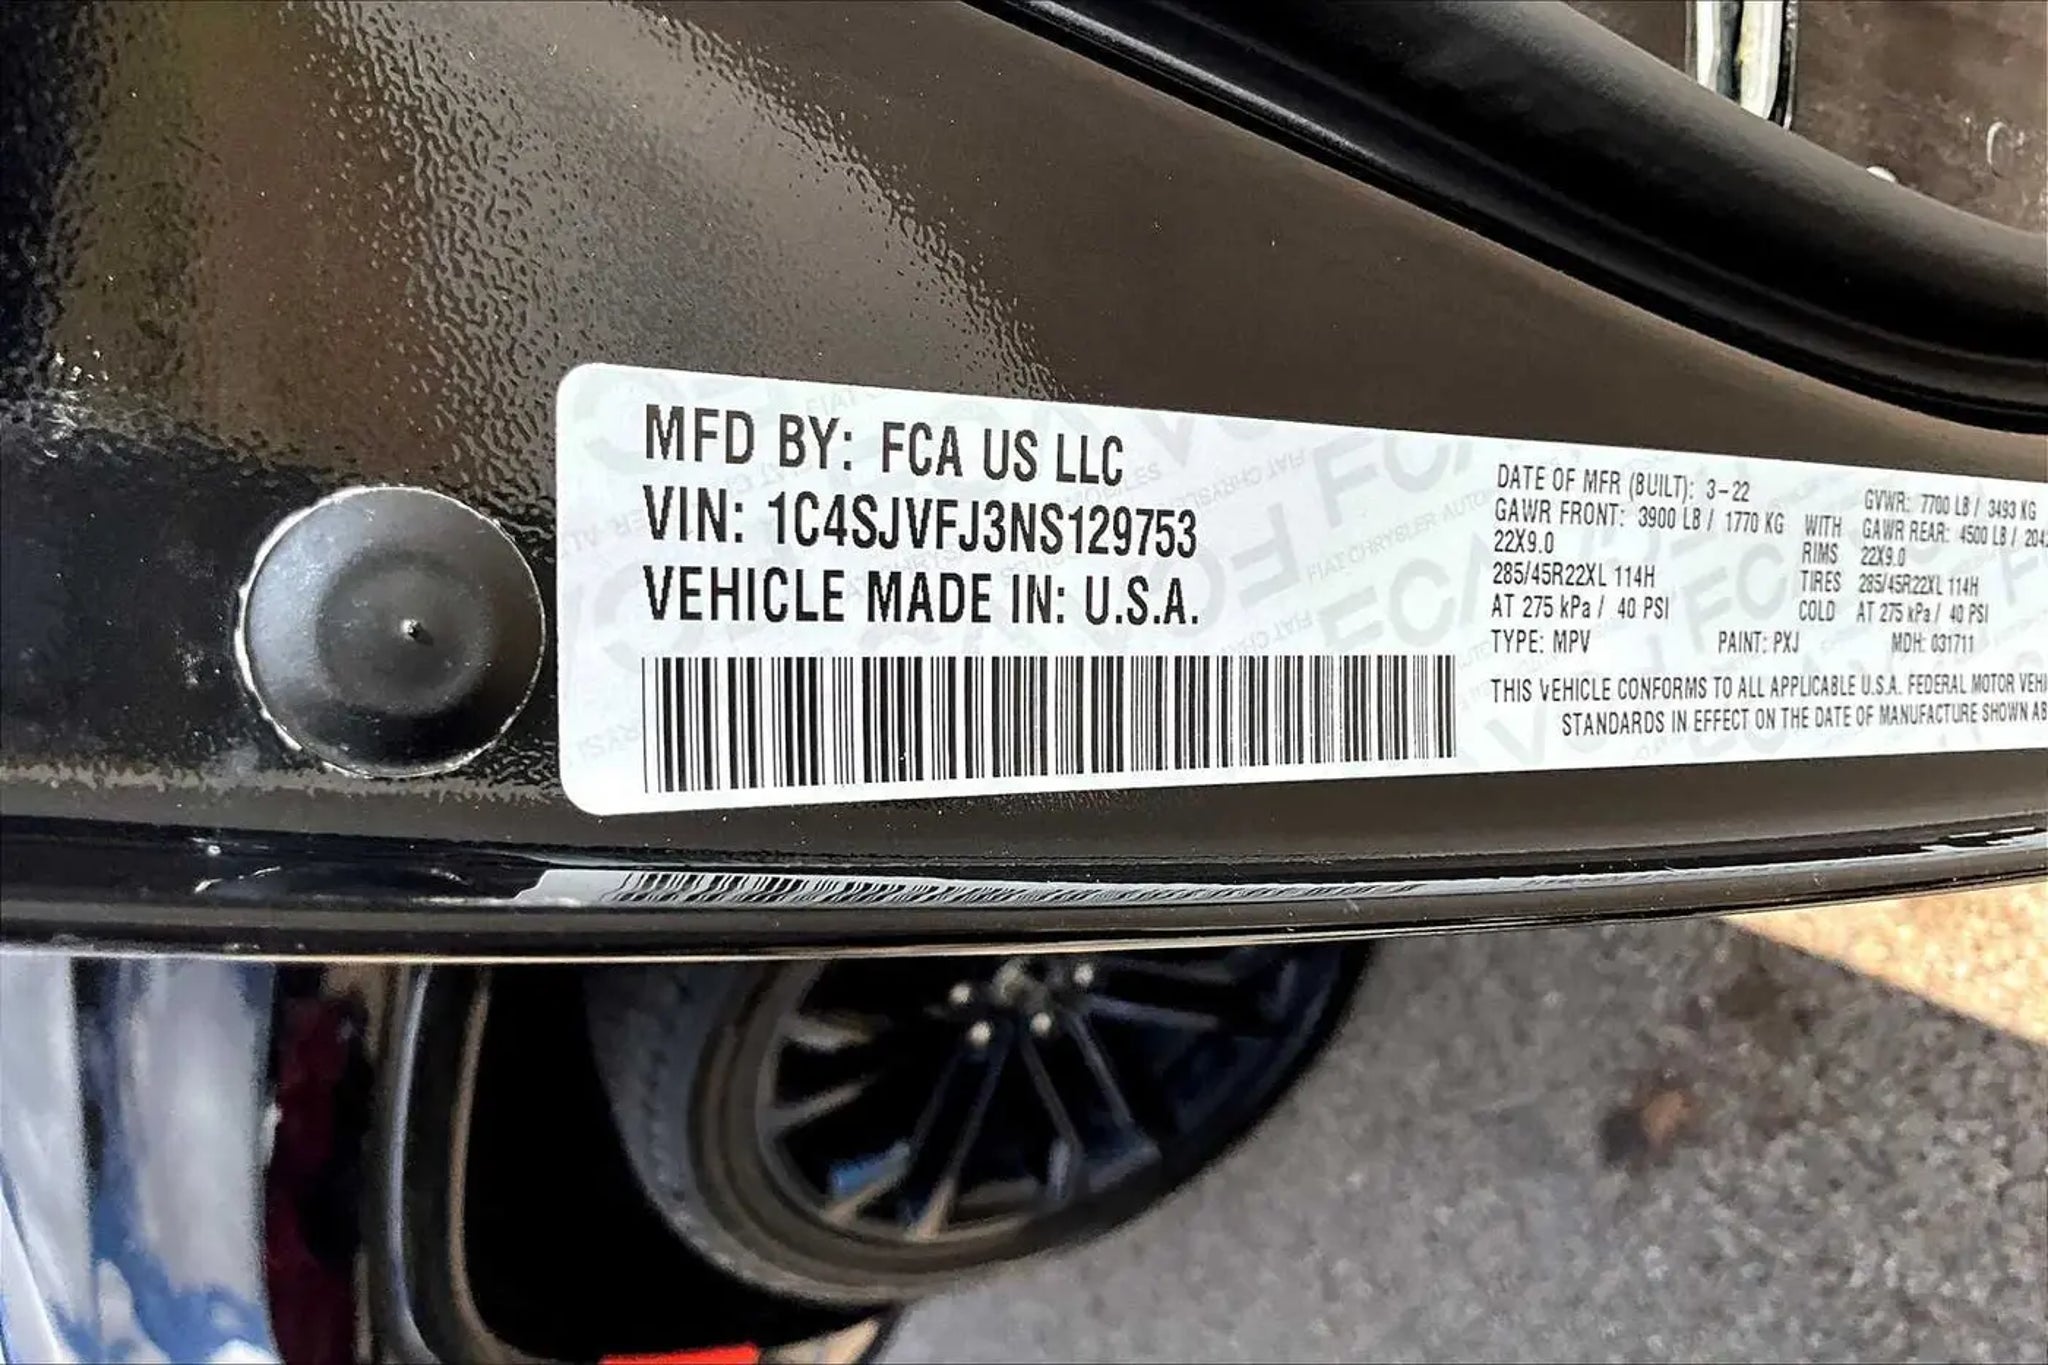 MFD BY: FCA US LLC
VIN: 1C4SJVFJ3NS129753
VEHICLE MADE IN: U.S.A.
DATE OF MFR (BUILT): 3-22 GVWR: 7700 LB / 3493 KG
GAWR FRONT: 3900 LB / 1770 KG WITH GAWR REAR: 4500 LB / 204
22X9.0 RIMS 22X9.0
285/45R22XL 114H TIRES 285/45R22XL 114H
AT 275 kPa / 40 PSI COLD AT 275 kPa / 40 PSI
TYPE: MPV PAINT: PXJ MDH: 031711
THIS VEHICLE CONFORMS TO ALL APPLICABLE U.S.A. FEDERAL MOTOR VEHI
STANDARDS IN EFFECT ON THE DATE OF MANUFACTURE SHOWN AB